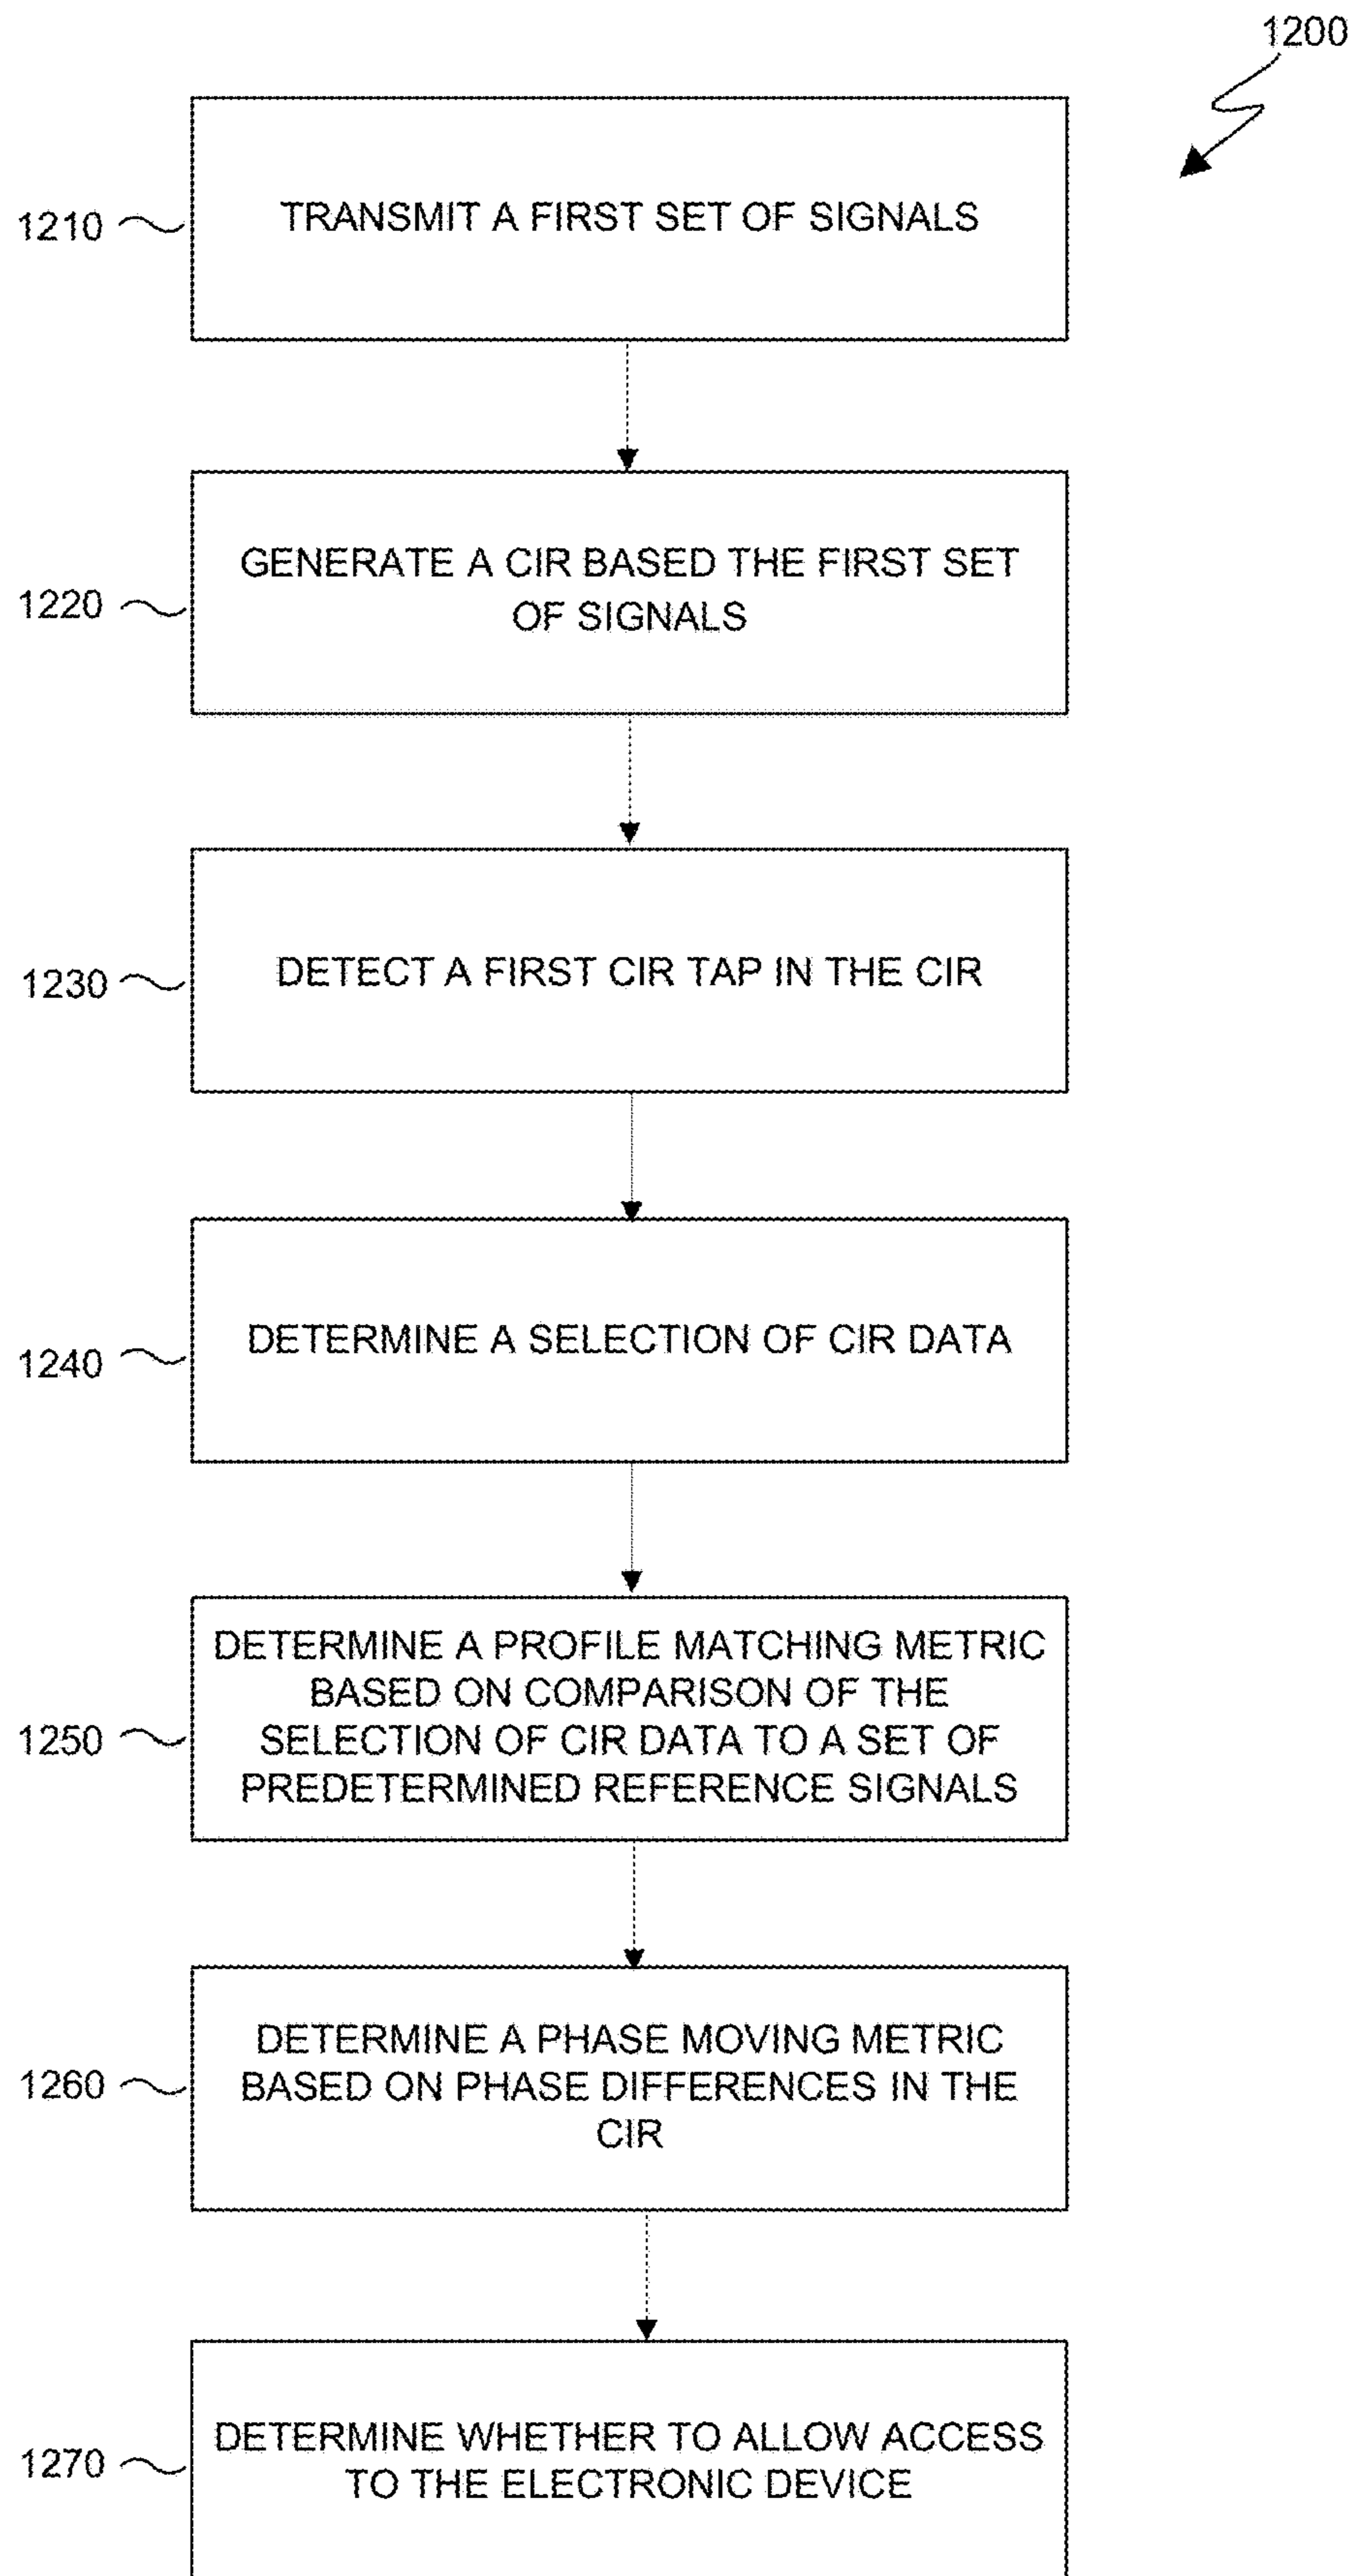 1200
1210
TRANSMIT A FIRST SET OF SIGNALS
1220
GENERATE A CIR BASED THE FIRST SET
OF SIGNALS
1230
DETECT A FIRST CIR TAP IN THE CIR
1240
DETERMINE A SELECTION OF CIR DATA
1250
DETERMINE A PROFILE MATCHING METRIC
BASED ON COMPARISON OF THE
SELECTION OF CIR DATA TO A SET OF
PREDETERMINED REFERENCE SIGNALS
1260
DETERMINE A PHASE MOVING METRIC
BASED ON PHASE DIFFERENCES IN THE
CIR
1270
DETERMINE WHETHER TO ALLOW ACCESS
TO THE ELECTRONIC DEVICE